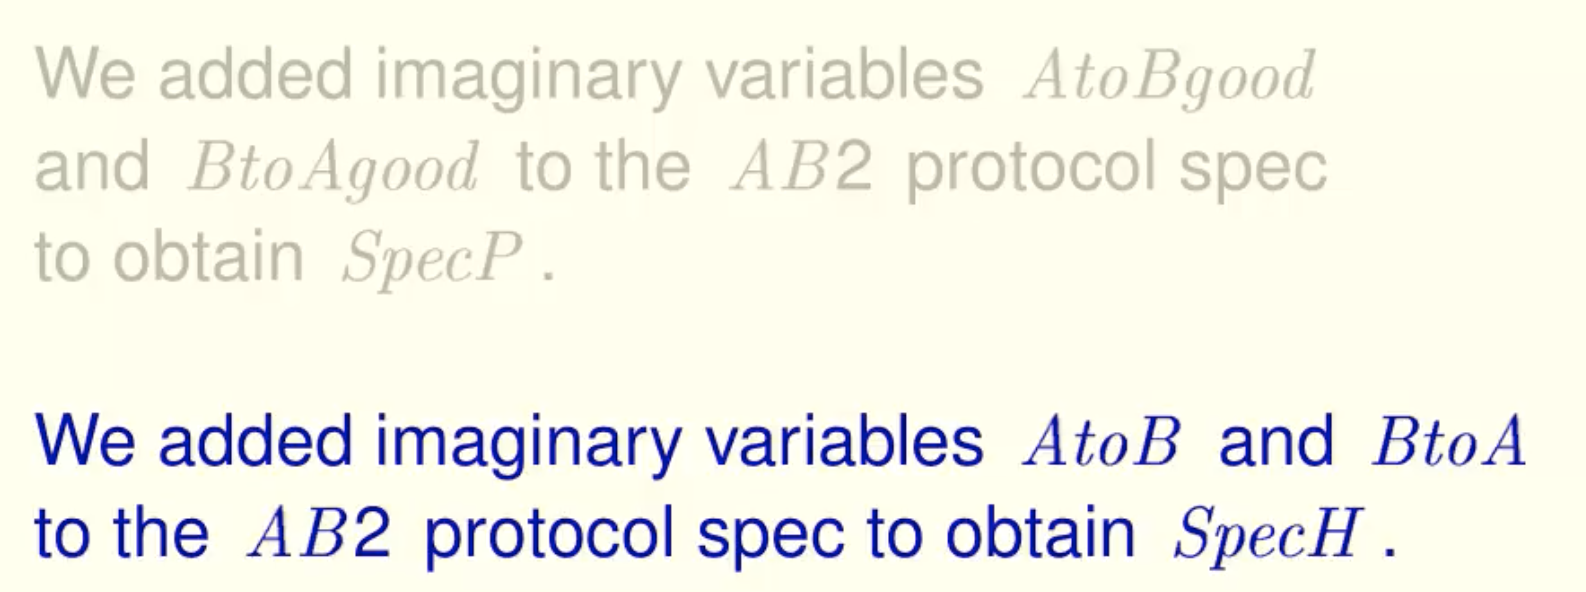 We added imaginary variables AtoBgood
and BtoAgood to the AB2 protocol spec
to obtain SpecP .
We added imaginary variables AtoB and BtoA
to the AB2 protocol spec to obtain SpecH .